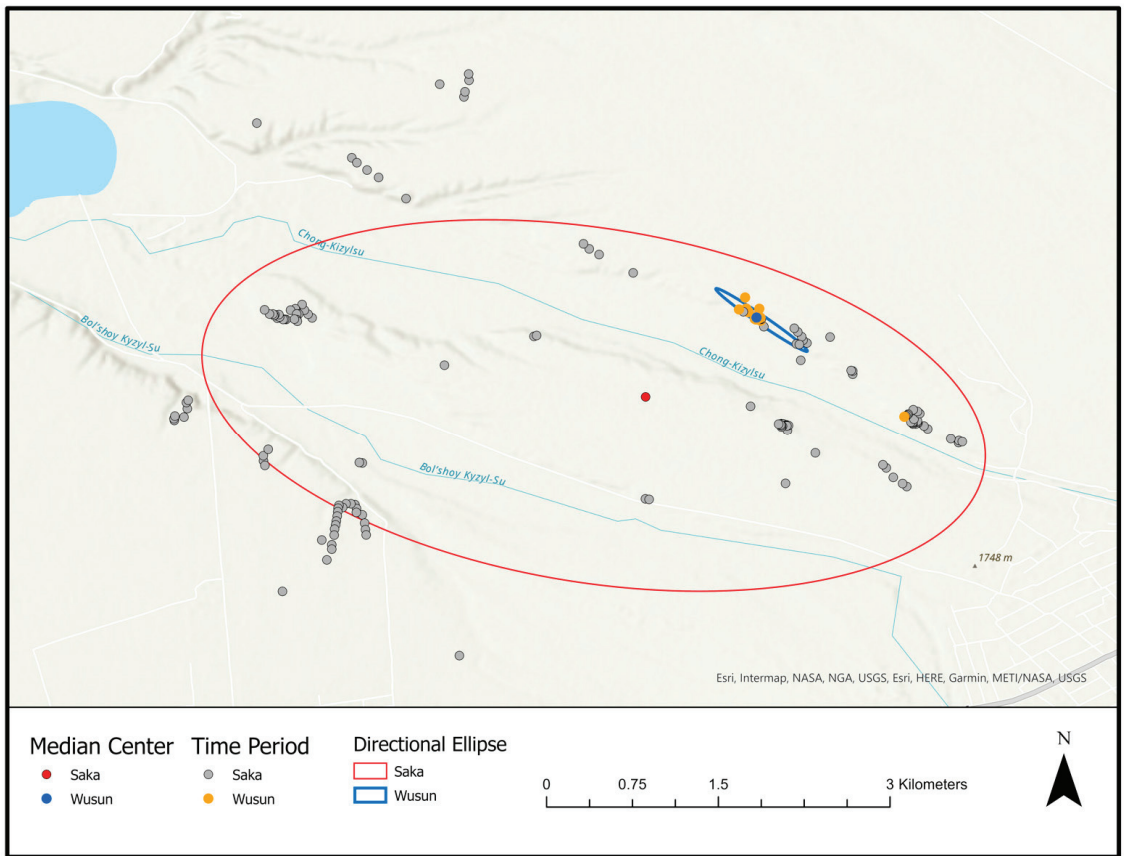 Chong-Kizylsu
Bol'shoy Kyzyl-Su
Chong-Kizylsu
Bol'shoy Kyzyl-Su
1748 m
Esri, Intermap, NASA, NGA, USGS, Esri, HERE, Garmin, METI/NASA, USGS
Median Center
Saka
Wusun
Time Period
Saka
Wusun
Directional Ellipse
Saka
Wusun
0 0.75 1.5 3 Kilometers
N